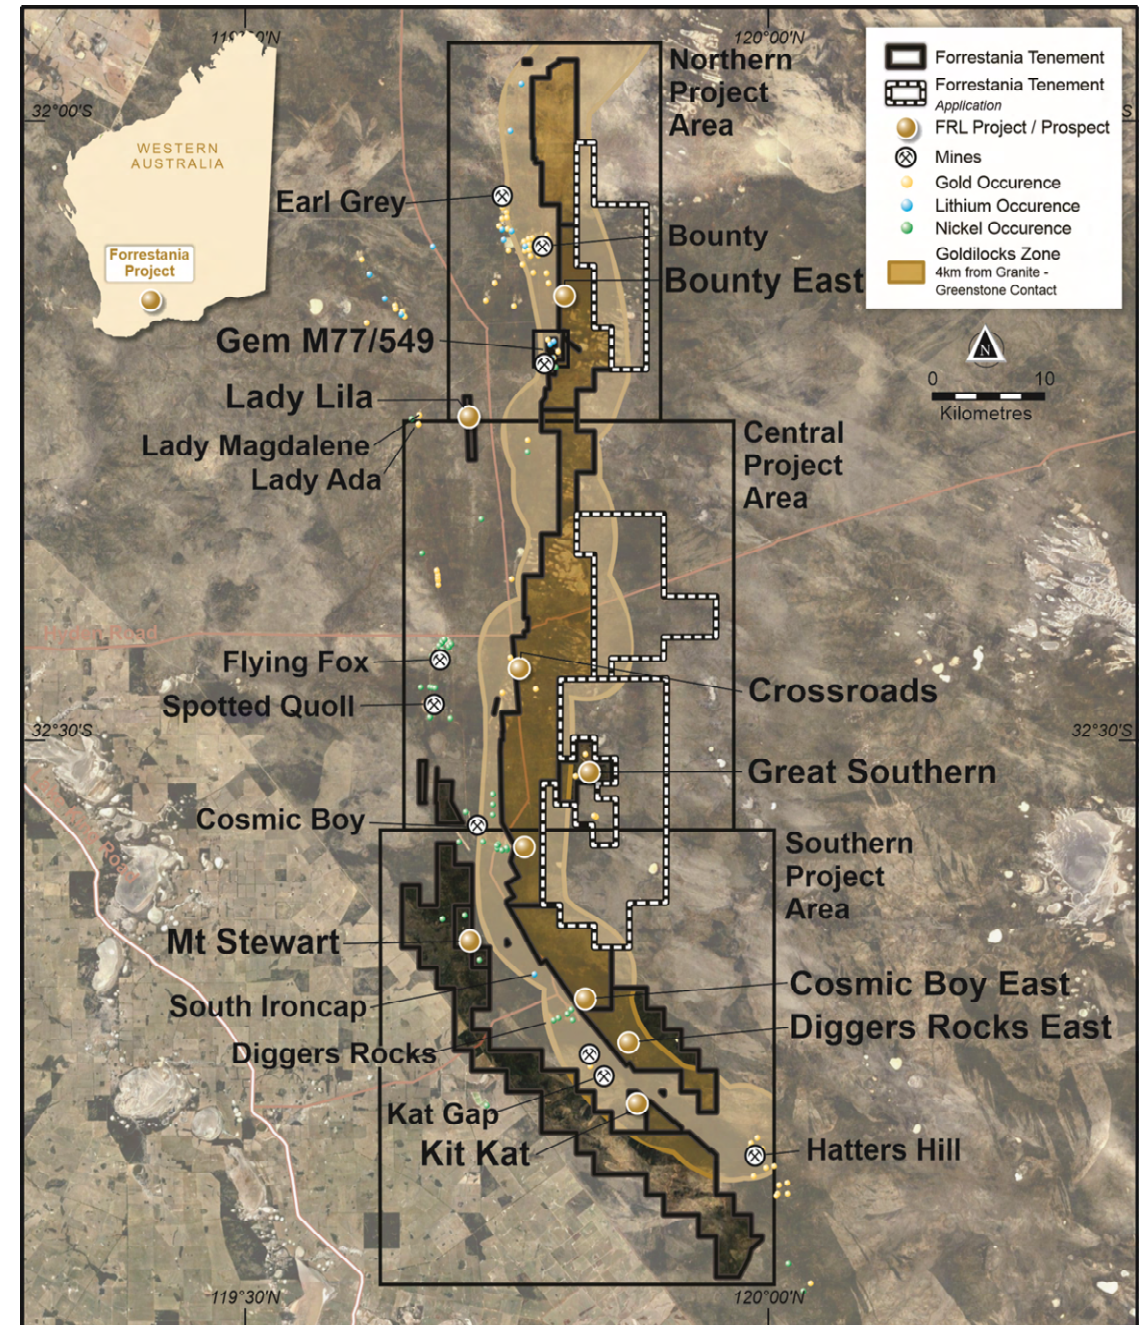 119°30'N
120°00'N
32°00'S
WESTERN
AUSTRALIA
Forrestania
Project
Northern
Project
Area
Forrestania Tenement
Forrestania Tenement
Application
FRL Project / Prospect
Mines
Gold Occurence
Lithium Occurence
Nickel Occurence
Goldilocks Zone
4km from Granite -
Greenstone Contact
N
0 10
Kilometres
Earl Grey
Bounty
Bounty East
Gem M77/549
Lady Lila
Lady Magdalene
Lady Ada
Central
Project
Area
Hyden Road
Flying Fox
Spotted Quoll
Crossroads
32°30'S
32°30'S
Great Southern
Cosmic Boy
Southern
Project
Area
Mt Stewart
South Ironcap
Cosmic Boy East
Diggers Rocks
Diggers Rocks East
Kat Gap
Kit Kat
Hatters Hill
119°30'N
120°00'N